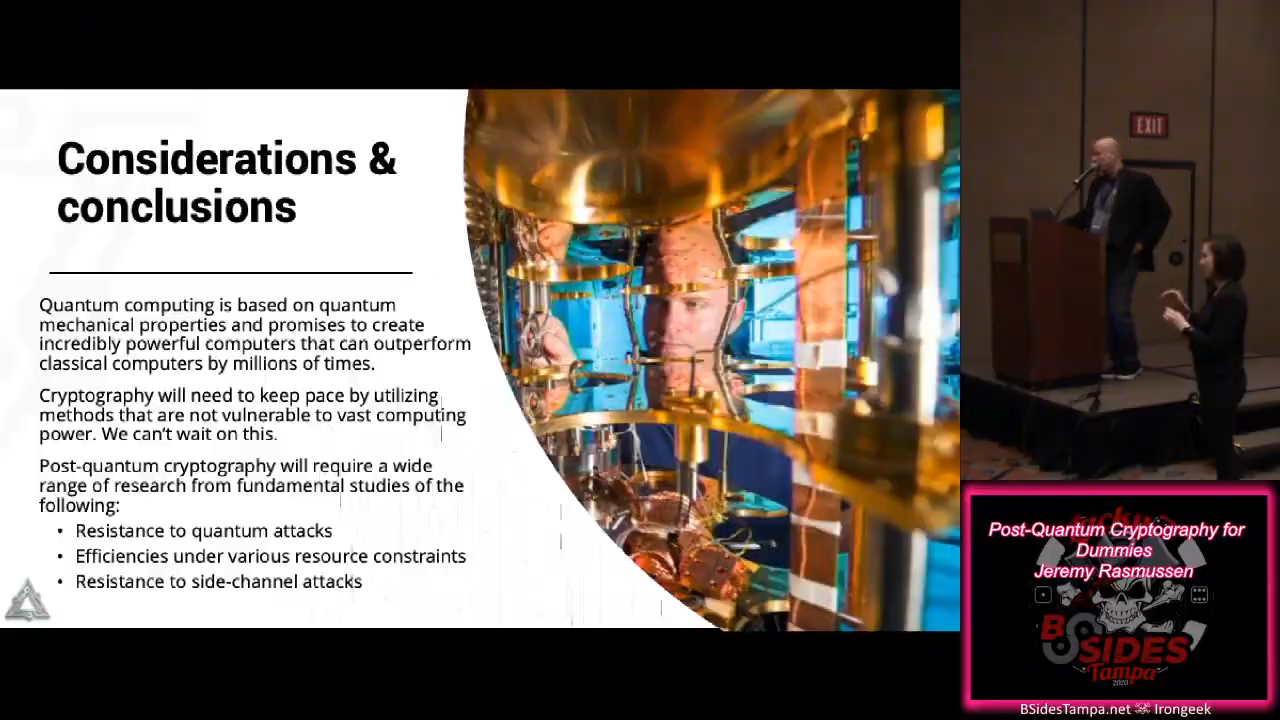 Considerations &
conclusions
Quantum computing is based on quantum
mechanical properties and promises to create
incredibly powerful computers that can outperform
classical computers by millions of times.
Cryptography will need to keep pace by utilizing
methods that are not vulnerable to vast computing
power. We can't wait on this.
Post-quantum cryptography will require a wide
range of research from fundamental studies of the
following:
• Resistance to quantum attacks
• Efficiencies under various resource constraints
• Resistance to side-channel attacks
EXIT
Post-Quantum Cryptography for
Dummies
Jeremy Rasmussen
B
SIDES
Tampa
2020
BSidesTampa.net Irongeek